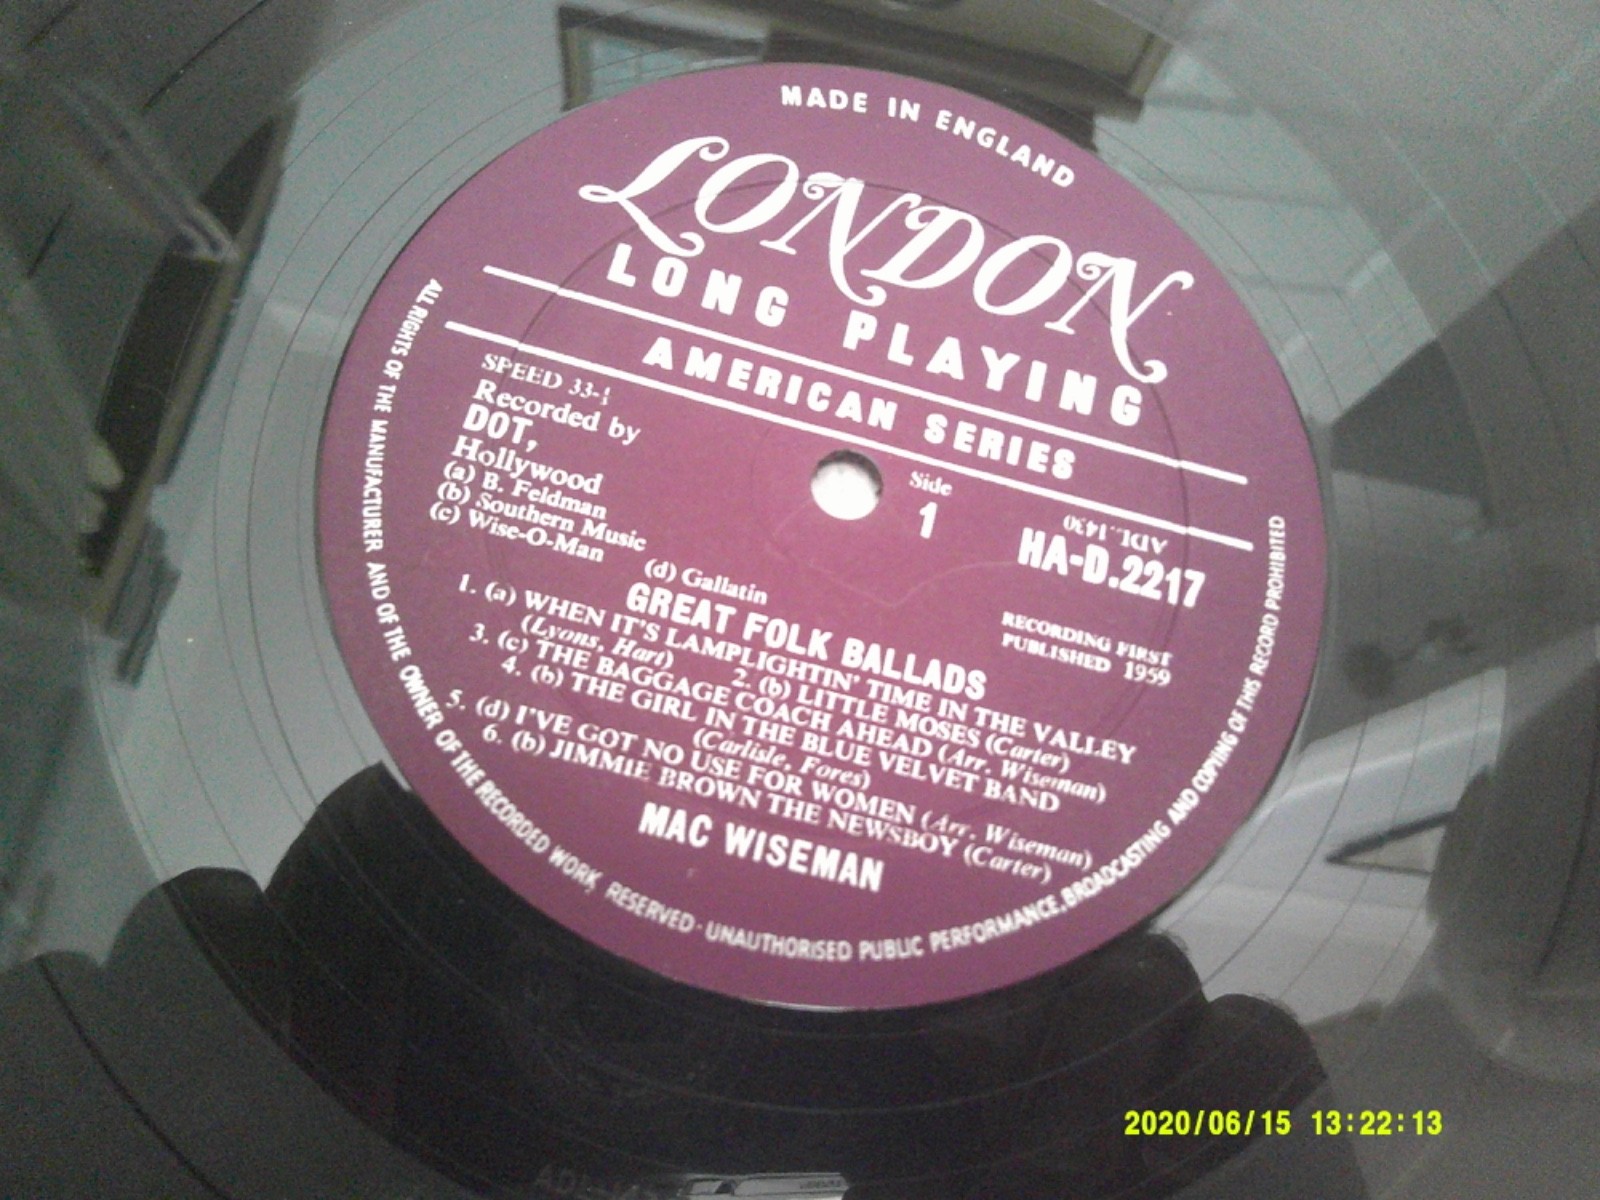 MADE IN ENGLAND
LONDON
LONG PLAYING
AMERICAN SERIES
SPEED 33-⅓
Recorded by
DOT,
Hollywood
(a) B. Feldman
(b) Southern Music
(c) Wise-O-Man
(d) Gallatin
Side
1
ADL.1430
HA-D.2217
RECORDING FIRST
PUBLISHED 1959
GREAT FOLK BALLADS
1. (a) WHEN IT'S LAMPLIGHTIN' TIME IN THE VALLEY
(Lyons, Hart) 2. (b) LITTLE MOSES (Carter)
3. (c) THE BAGGAGE COACH AHEAD (Arr. Wiseman)
4. (b) THE GIRL IN THE BLUE VELVET BAND
(Carlisle, Fores)
5. (d) I'VE GOT NO USE FOR WOMEN (Arr. Wiseman)
6. (b) JIMMIE BROWN THE NEWSBOY (Carter)
MAC WISEMAN
ALL RIGHTS OF THE MANUFACTURER AND OF THE OWNER OF THE RECORDED WORK RESERVED · UNAUTHORISED PUBLIC PERFORMANCE, BROADCASTING AND COPYING OF THIS RECORD PROHIBITED
2020/06/15 13:22:13